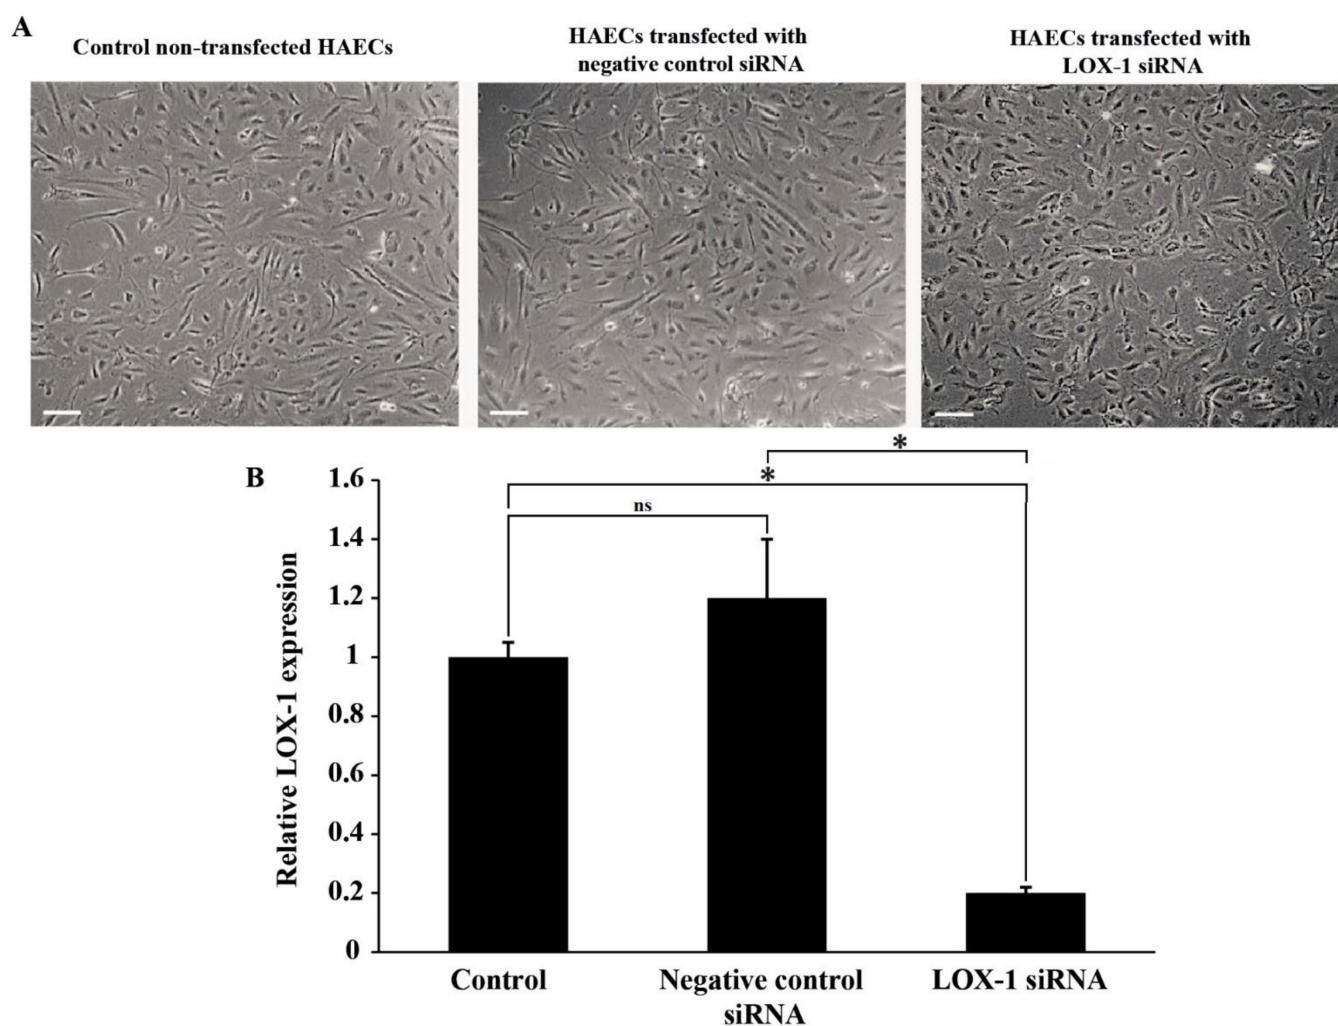 A
Control non-transfected HAECs
HAECs transfected with
negative control siRNA
HAECs transfected with
LOX-1 siRNA
B
*
*
ns
Relative LOX-1 expression
1.6
1.4
1.2
1
0.8
0.6
0.4
0.2
0
Control
Negative control
siRNA
LOX-1 siRNA